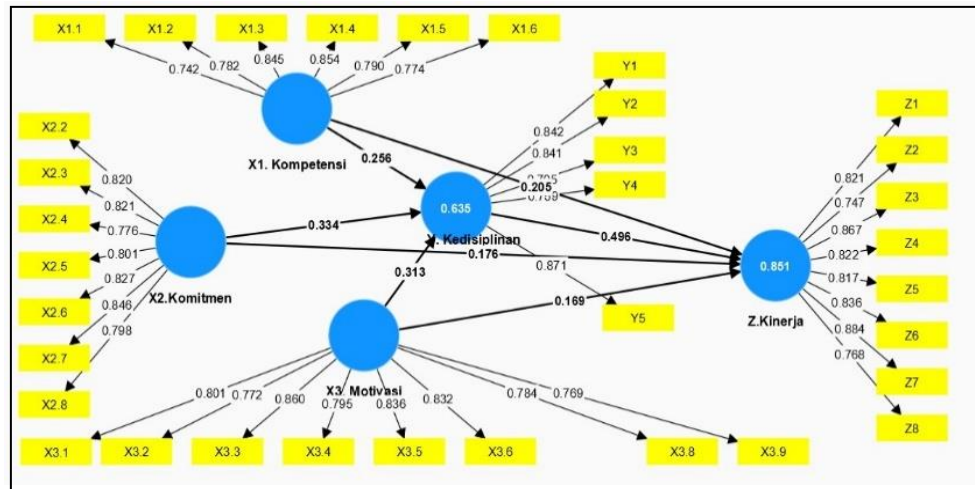 X1.1 X1.2 X1.3 X1.4 X1.5 X1.6
0.742 0.782 0.845 0.854 0.790 0.774
X1. Kompetensi
X2.2
X2.3
X2.4
X2.5
X2.6
X2.7
X2.8
0.820
0.821
0.776
0.801
0.827
0.846
0.798
X2.Komitmen
0.256
0.334
0.313
0.205
0.176
0.496
0.169
Y1
Y2
Y3
Y4
Y5
0.842
0.841
0.871
0.635
Kedisiplinan
X3. Motivasi
0.801 0.772 0.860 0.795 0.836 0.832 0.784 0.769
X3.1 X3.2 X3.3 X3.4 X3.5 X3.6 X3.8 X3.9
0.851
Z.Kinerja
0.821
0.747
0.867
0.822
0.817
0.836
0.884
0.768
Z1
Z2
Z3
Z4
Z5
Z6
Z7
Z8